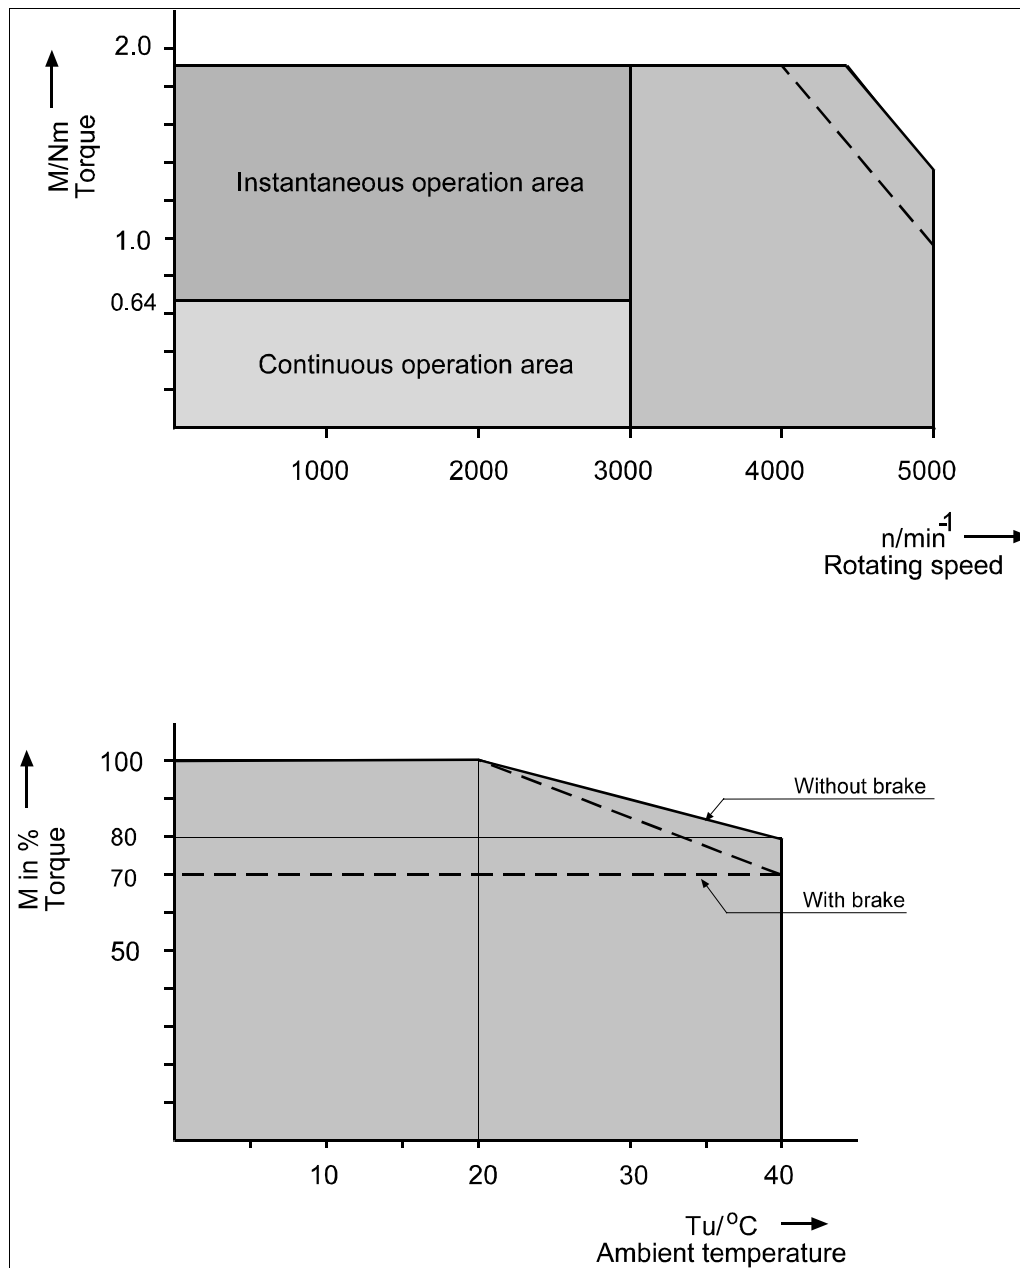 2.0
M/Nm
Torque
Instantaneous operation area
1.0
0.64
Continuous operation area
1000 2000 3000 4000 5000
n/min-1
Rotating speed
100
Without brake
M in %
Torque
80
70
With brake
50
10 20 30 40
Tu/°C
Ambient temperature